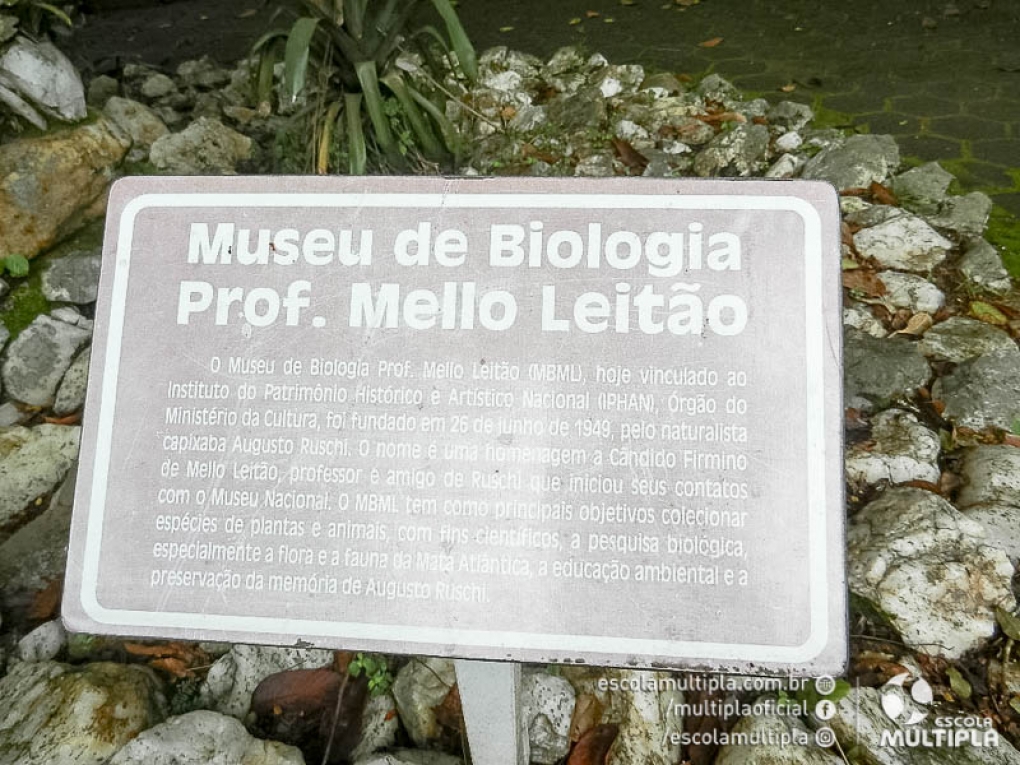 Museu de Biologia
Prof. Mello Leitão
O Museu de Biologia Prof. Mello Leitão (MBML), hoje vinculado ao
Instituto do Patrimônio Histórico e Artístico Nacional (IPHAN), Órgão do
Ministério da Cultura, foi fundado em 26 de junho de 1949, pelo naturalista
capixaba Augusto Ruschi. O nome é uma homenagem a Cândido Firmino
de Mello Leitão, professor e amigo de Ruschi que iniciou seus contatos
com o Museu Nacional. O MBML tem como principais objetivos colecionar
espécies de plantas e animais, com fins científicos, a pesquisa biológica,
especialmente a flora e a fauna da Mata Atlântica, a educação ambiental e a
preservação da memória de Augusto Ruschi.
escolamultipla.com.br
/multiplaoficial
escolamultipla
ESCOLA
MÚLTIPLA